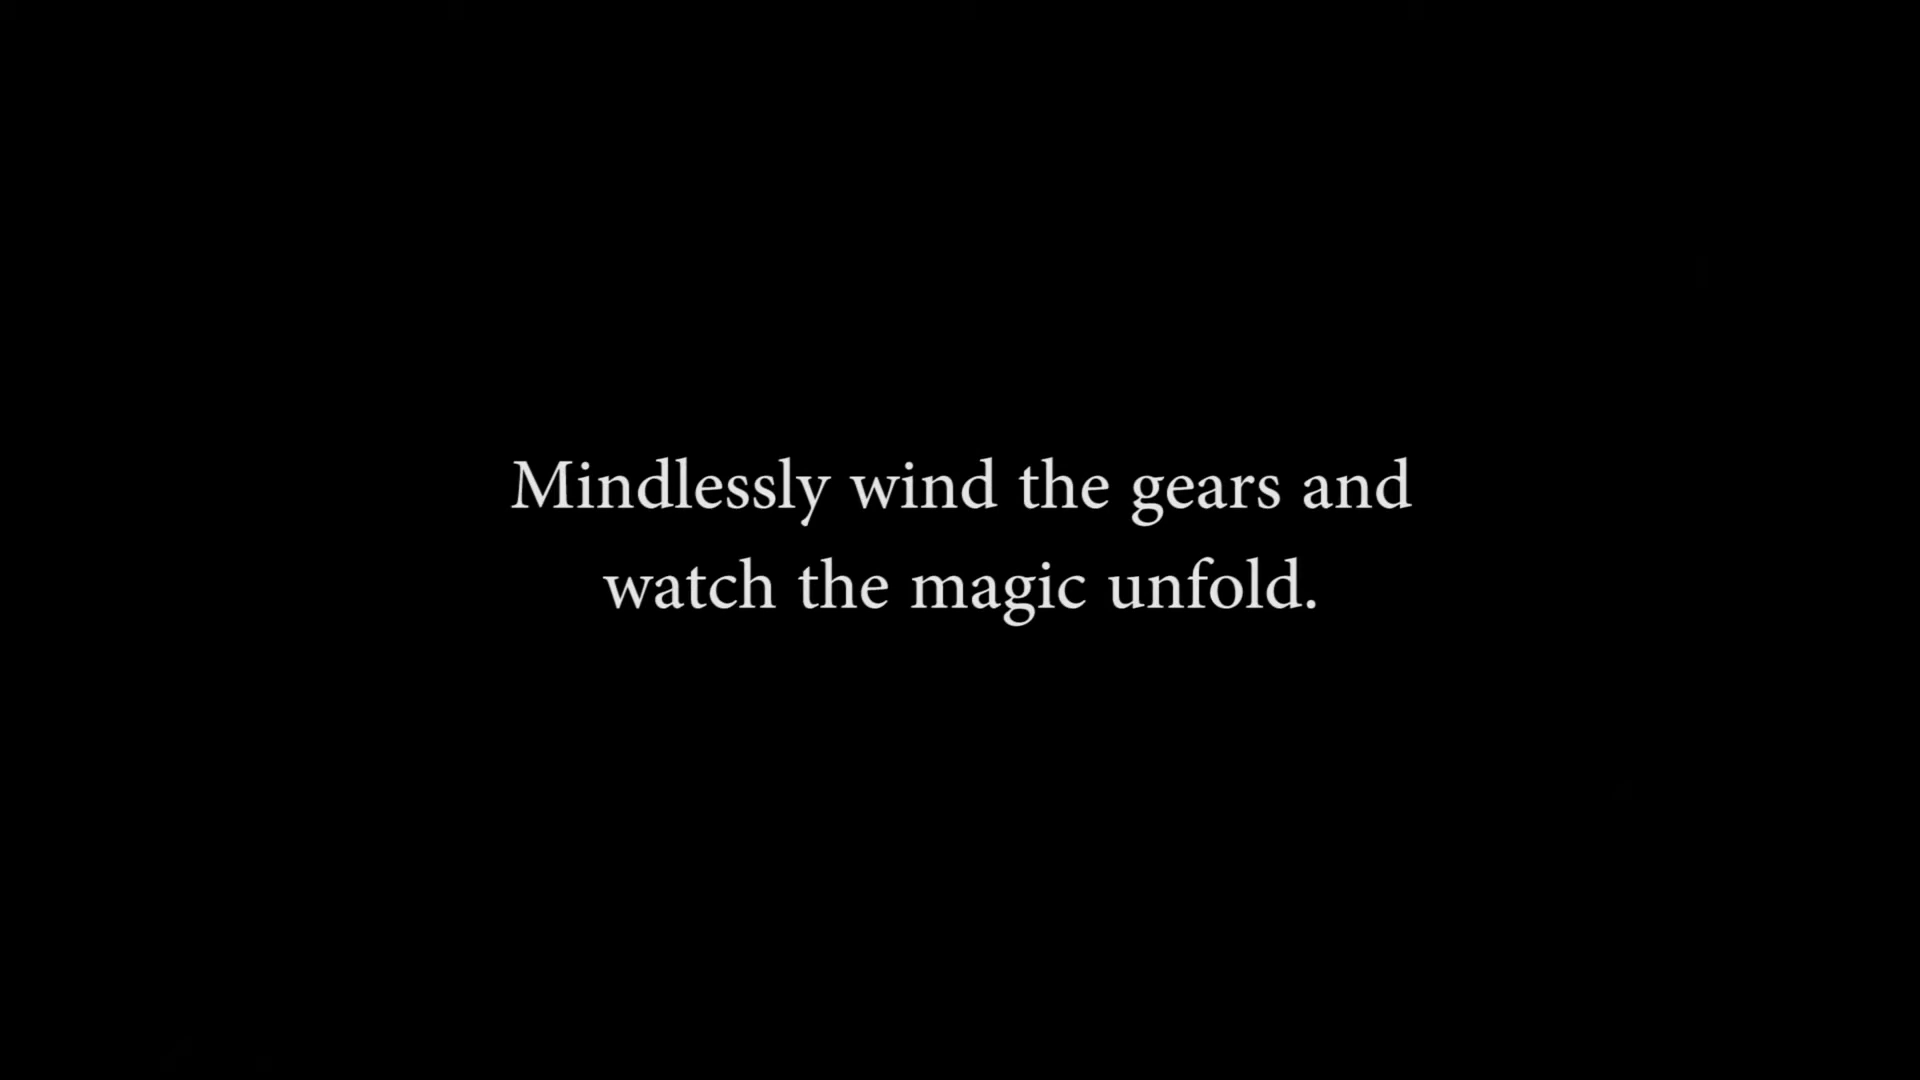 Mindlessly wind the gears and
watch the magic unfold.